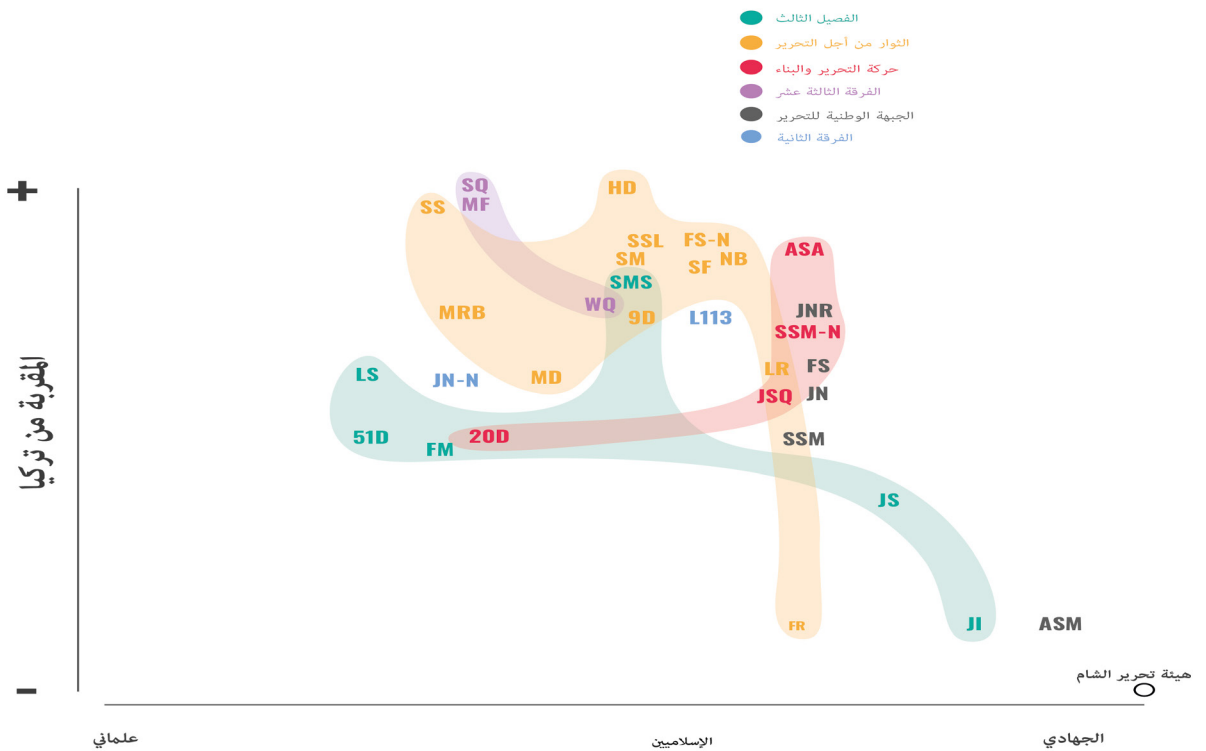 الفصيل الثالث
الثوار من أجل التحرير
حركة التحرير والبناء
الفرقة الثالثة عشر
الجبهة الوطنية للتحرير
الفرقة الثانية
+
SQ
HD
MF
SS
SSL
FS-N
ASA
SM
SF
NB
SMS
WQ
MRB
9D
L113
JNR
SSM-N
LS
JN-N
MD
LR
FS
JSQ
JN
51D
FM
20D
SSM
المقربة من تركيا
JS
FR
JI
ASM
هيئة تحرير الشام
-
علماني
الإسلاميين
الجهادي